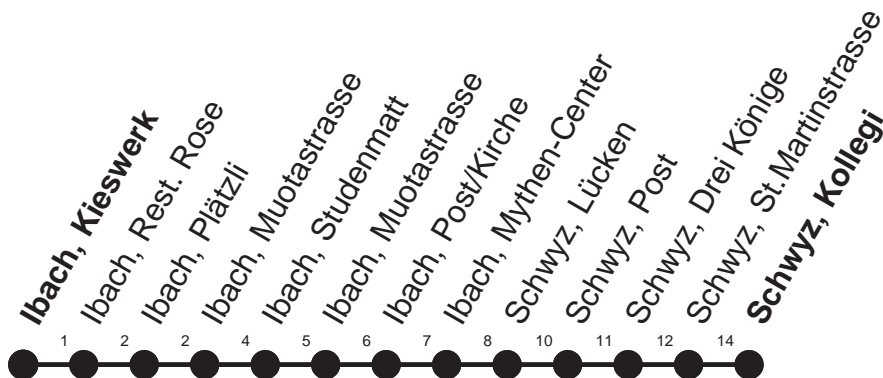 Ibach, Kieswerk
Ibach, Rest. Rose
Ibach, Plätzli
Ibach, Muotastrasse
Ibach, Studenmatt
Ibach, Muotastrasse
Ibach, Post/Kirche
Ibach, Mythen-Center
Schwyz, Lücken
Schwyz, Post
Schwyz, Drei Könige
Schwyz, St.Martinstrasse
Schwyz, Kollegi
1 2 2 4 5 6 7 8 10 11 12 14